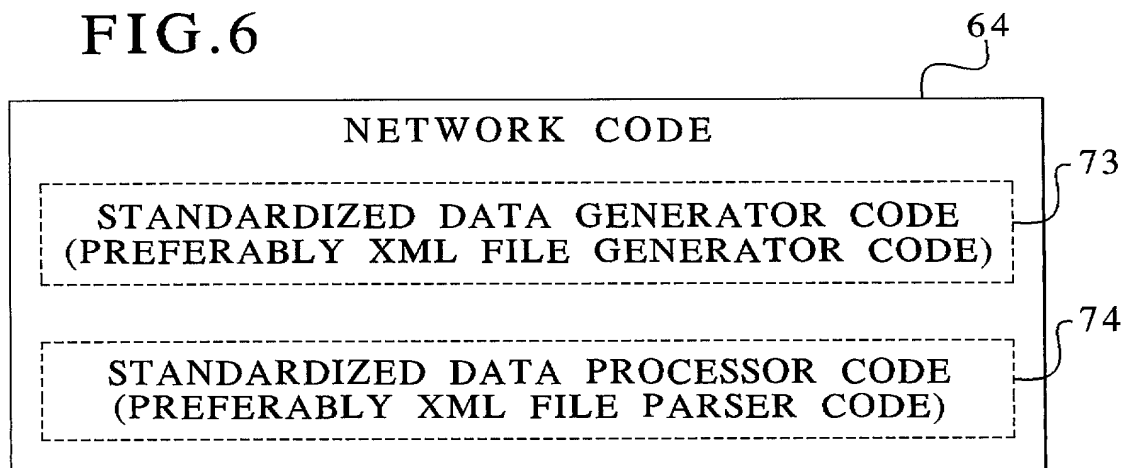 FIG.6
64
NETWORK CODE
73
STANDARDIZED DATA GENERATOR CODE
(PREFERABLY XML FILE GENERATOR CODE)
74
STANDARDIZED DATA PROCESSOR CODE
(PREFERABLY XML FILE PARSER CODE)